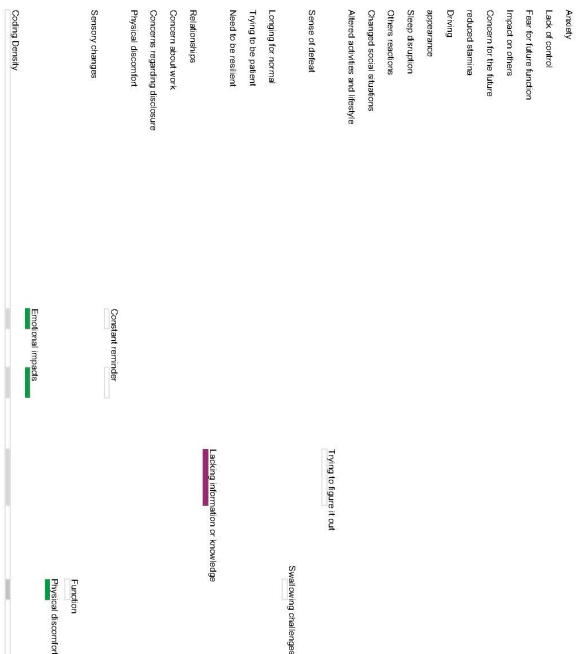 Anxiety
Lack of control
Fear for future function
Impact on others
Concern for the future
reduced stamina
Driving
appearance
Sleep disruption
Others reactions
Changed social situations
Altered activities and lifestyle
Trying to figure it out
Sense of defeat
Swallowing challenges
Longing for normal
Trying to be patient
Need to be resilient
Lacking information or knowledge
Relationships
Concern about work
Concerns regarding disclosure
Physical discomfort
Constant reminder
Sensory changes
Function
Physical discomfort
Emotional impacts
Coding Density